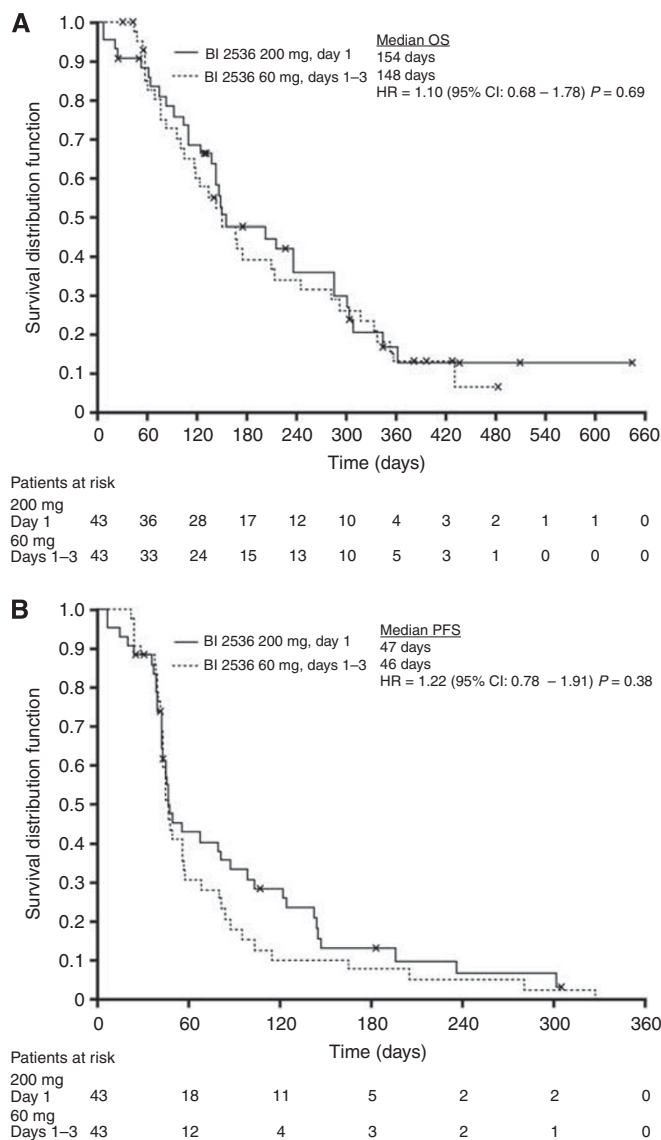 A
BI 2536 200 mg, day 1
BI 2536 60 mg, days 1–3
Median OS
154 days
148 days
HR = 1.10 (95% CI: 0.68 – 1.78) P = 0.69
Survival distribution function
1.0
0.9
0.8
0.7
0.6
0.5
0.4
0.3
0.2
0.1
0
0 60 120 180 240 300 360 420 480 540 600 660
Time (days)
Patients at risk
200 mg
Day 1 43 36 28 17 12 10 4 3 2 1 1 0
60 mg
Days 1–3 43 33 24 15 13 10 5 3 1 0 0 0
B
BI 2536 200 mg, day 1
BI 2536 60 mg, days 1–3
Median PFS
47 days
46 days
HR = 1.22 (95% CI: 0.78 – 1.91) P = 0.38
Survival distribution function
1.0
0.9
0.8
0.7
0.6
0.5
0.4
0.3
0.2
0.1
0
0 60 120 180 240 300 360
Time (days)
Patients at risk
200 mg
Day 1 43 18 11 5 2 2 0
60 mg
Days 1–3 43 12 4 3 2 1 0